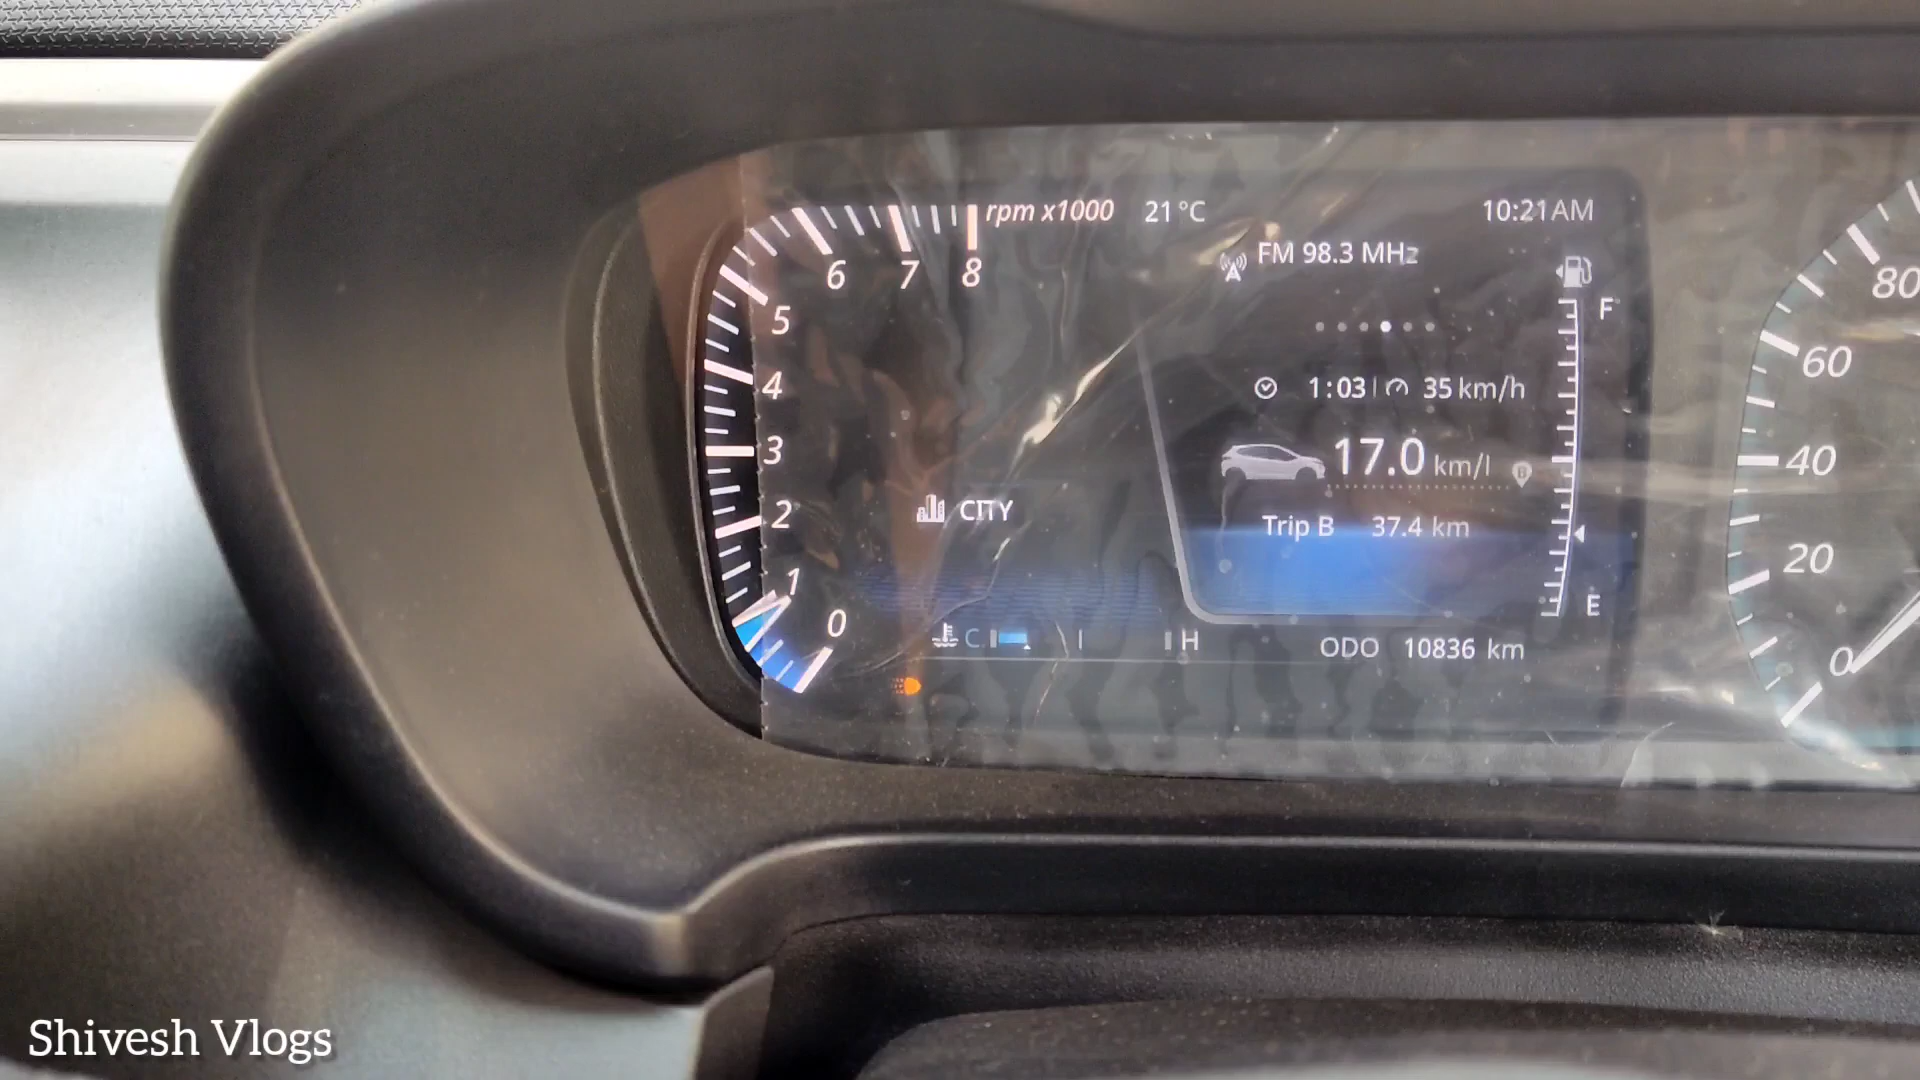 rpm x1000 21 °C 10:21AM
FM 98.3 MHz
6 7 8
5
4
3
2
1
0
F
1:03 35 km/h
17.0 km/l B
CITY
Trip B 37.4 km
E
C H
ODO 10836 km
80
60
40
20
0
Shivesh Vlogs